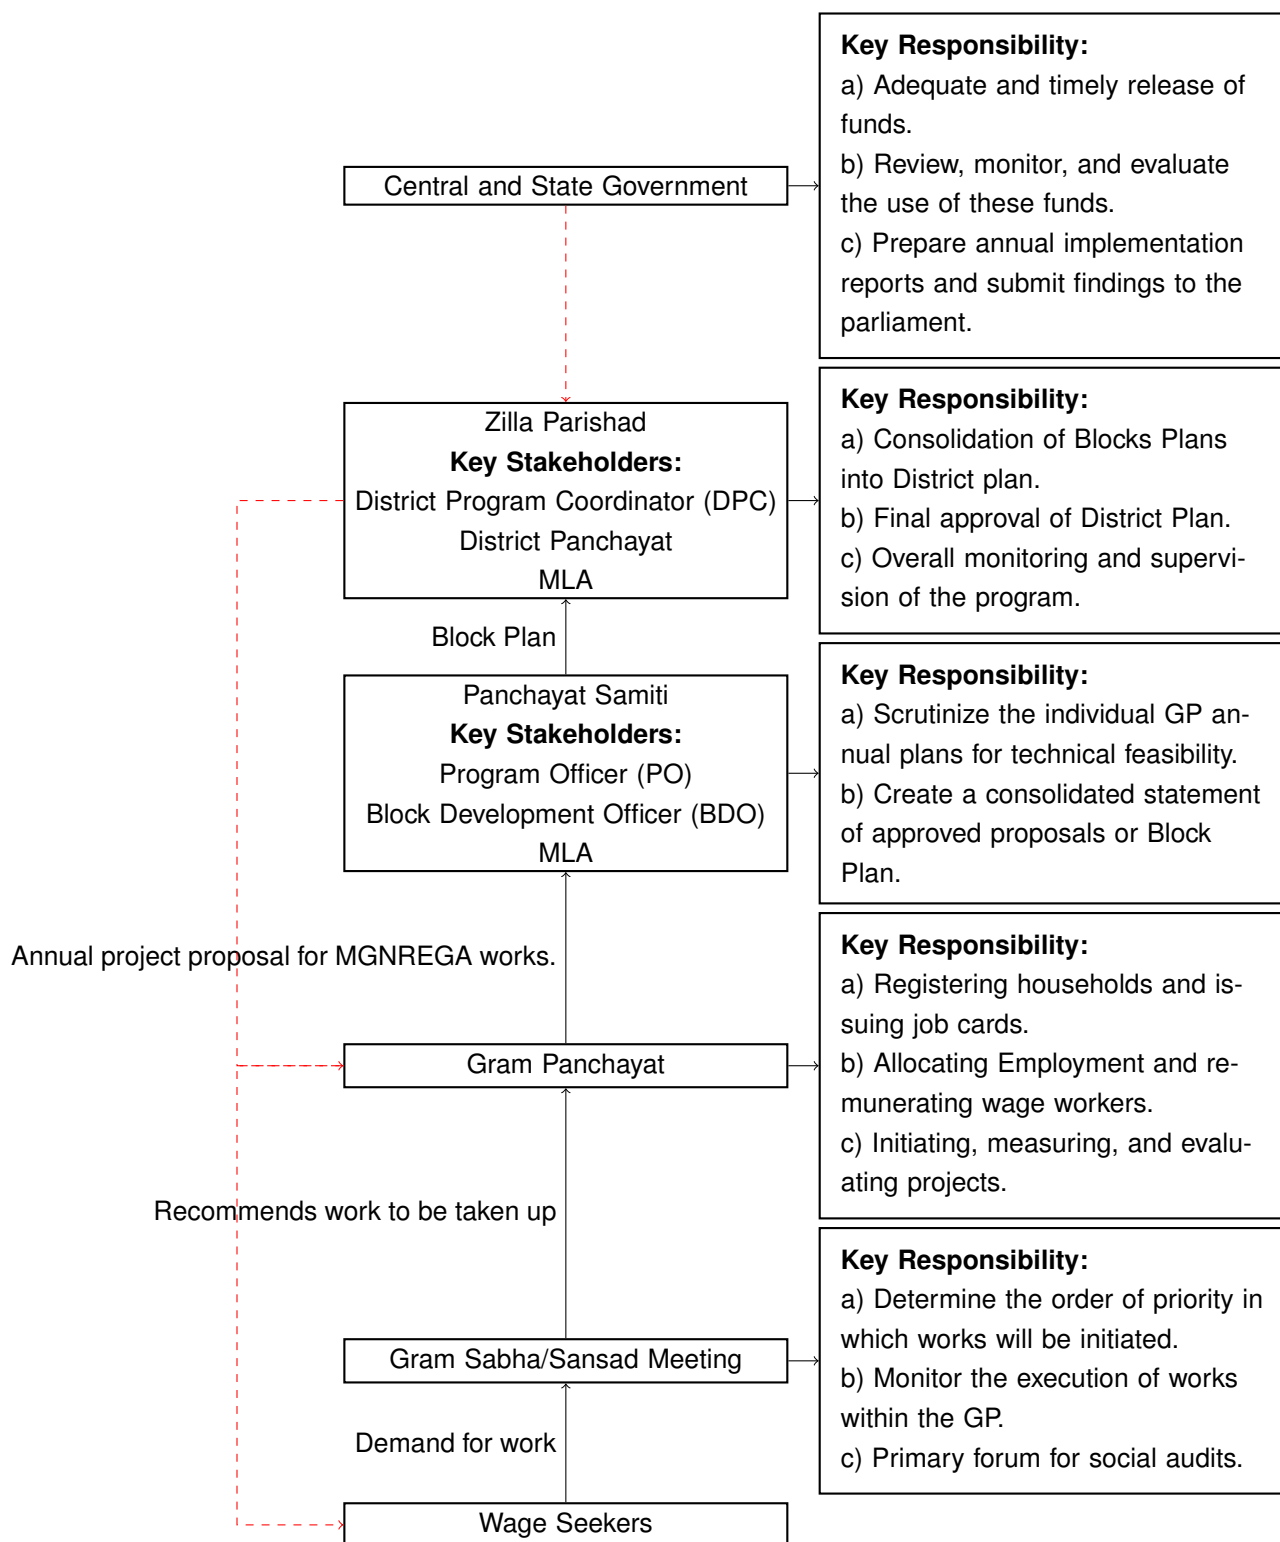 Central and State Government
Key Responsibility:
a) Adequate and timely release of
funds.
b) Review, monitor, and evaluate
the use of these funds.
c) Prepare annual implementation
reports and submit findings to the
parliament.
Zilla Parishad
Key Stakeholders:
District Program Coordinator (DPC)
District Panchayat
MLA
Key Responsibility:
a) Consolidation of Blocks Plans
into District plan.
b) Final approval of District Plan.
c) Overall monitoring and supervi-
sion of the program.
Block Plan
Panchayat Samiti
Key Stakeholders:
Program Officer (PO)
Block Development Officer (BDO)
MLA
Key Responsibility:
a) Scrutinize the individual GP an-
nual plans for technical feasibility.
b) Create a consolidated statement
of approved proposals or Block
Plan.
Annual project proposal for MGNREGA works.
Gram Panchayat
Key Responsibility:
a) Registering households and is-
suing job cards.
b) Allocating Employment and re-
munerating wage workers.
c) Initiating, measuring, and evalu-
ating projects.
Recommends work to be taken up
Gram Sabha/Sansad Meeting
Key Responsibility:
a) Determine the order of priority in
which works will be initiated.
b) Monitor the execution of works
within the GP.
c) Primary forum for social audits.
Demand for work
Wage Seekers